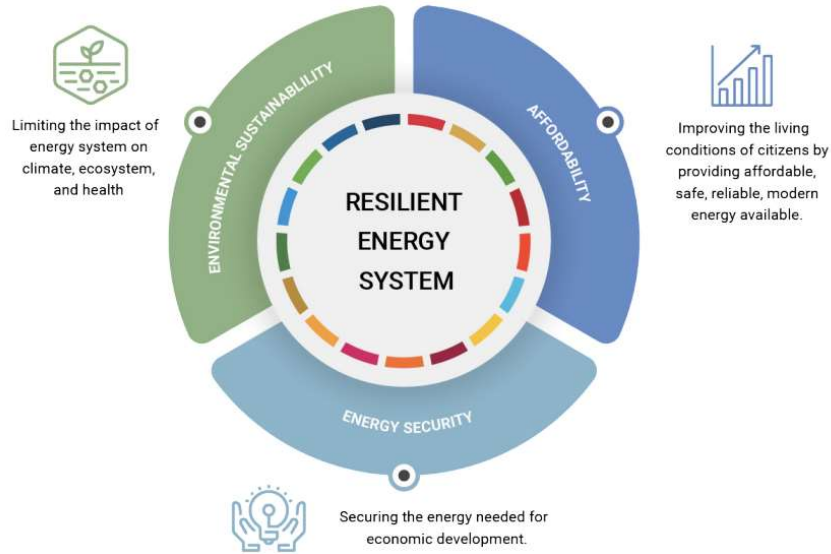 ENVIRONMENTAL SUSTAINABLILITY
Limiting the impact of
energy system on
climate, ecosystem,
and health
AFFORDABILITY
Improving the living
conditions of citizens by
providing affordable,
safe, reliable, modern
energy available.
RESILIENT
ENERGY
SYSTEM
ENERGY SECURITY
Securing the energy needed for
economic development.